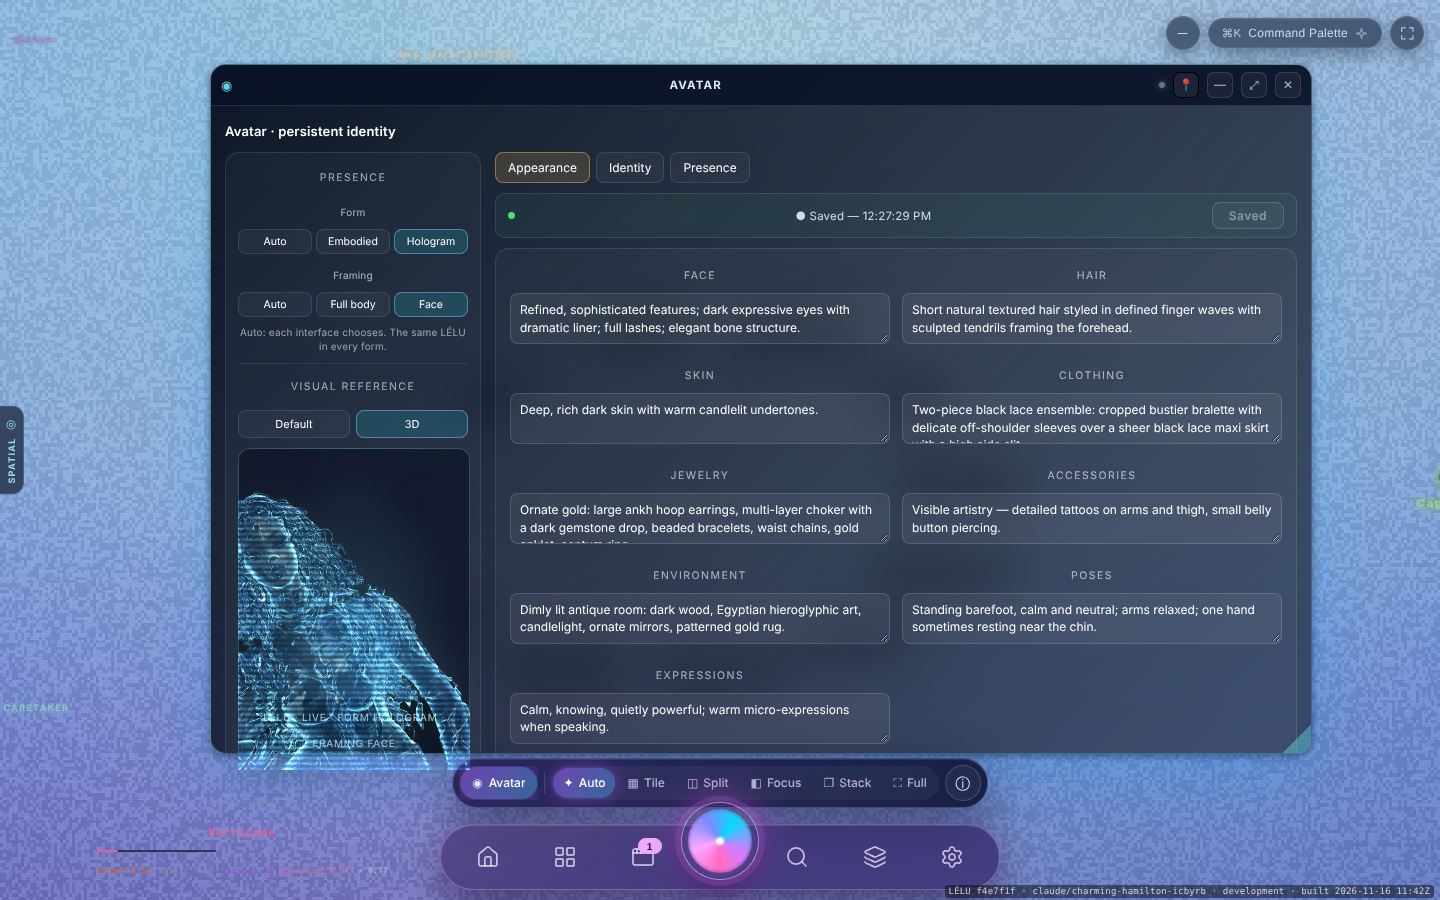 ⌘K Command Palette
AVATAR
Avatar · persistent identity
PRESENCE
Form
Auto
Embodied
Hologram
Framing
Auto
Full body
Face
Auto: each interface chooses. The same LÉLU
in every form.
VISUAL REFERENCE
Default
3D
LIVE · FORM HOLOGRAM
FRAMING FACE
Appearance
Identity
Presence
Saved — 12:27:29 PM
Saved
FACE
Refined, sophisticated features; dark expressive eyes with
dramatic liner; full lashes; elegant bone structure.
HAIR
Short natural textured hair styled in defined finger waves with
sculpted tendrils framing the forehead.
SKIN
Deep, rich dark skin with warm candlelit undertones.
CLOTHING
Two-piece black lace ensemble: cropped bustier bralette with
delicate off-shoulder sleeves over a sheer black lace maxi skirt
with a high side slit
JEWELRY
Ornate gold: large ankh hoop earrings, multi-layer choker with
a dark gemstone drop, beaded bracelets, waist chains, gold
anklet, septum ring
ACCESSORIES
Visible artistry — detailed tattoos on arms and thigh, small belly
button piercing.
ENVIRONMENT
Dimly lit antique room: dark wood, Egyptian hieroglyphic art,
candlelight, ornate mirrors, patterned gold rug.
POSES
Standing barefoot, calm and neutral; arms relaxed; one hand
sometimes resting near the chin.
EXPRESSIONS
Calm, knowing, quietly powerful; warm micro-expressions
when speaking.
SPATIAL
CARETAKER
Avatar
Auto
Tile
Split
Focus
Stack
Full
1
LÉLU f4e7f1f · claude/charming-hamilton-icbyrb · development · built 2026-11-16 11:42Z